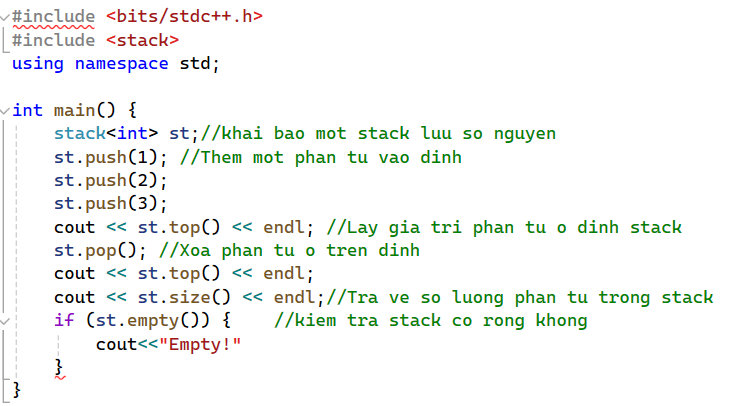 #include <bits/stdc++.h>
#include <stack>
using namespace std;
int main() {
stack<int> st;//khai bao mot stack luu so nguyen
st.push(1); //Them mot phan tu vao dinh
st.push(2);
st.push(3);
cout << st.top() << endl; //Lay gia tri phan tu o dinh stack
st.pop(); //Xoa phan tu o tren dinh
cout << st.top() << endl;
cout << st.size() << endl;//Tra ve so luong phan tu trong stack
if (st.empty()) {    //kiem tra stack co rong khong
cout<<"Empty!"
}
}